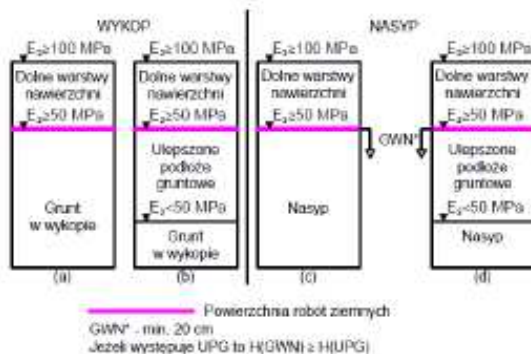 WYKOP
NASYP
E₂≥100 MPa
E₂≥100 MPa
E₂≥100 MPa
E₂≥100 MPa
Dolne warstwy
nawierzchni
Dolne warstwy
nawierzchni
Dolne warstwy
nawierzchni
Dolne warstwy
nawierzchni
E₂≥50 MPa
E₂≥50 MPa
E₂≥50 MPa
E₂≥50 MPa
GWN*
Grunt
w wykopie
Ulepszone
podłoże
gruntowe
Nasyp
Ulepszone
podłoże
gruntowe
E₂<50 MPa
E₂<50 MPa
Grunt
w wykopie
Nasyp
(a)
(b)
(c)
(d)
Powierzchnia robót ziemnych
GWN* - min. 20 cm
Jeżeli występuje UPG to H(GWN) ≥ H(UPG)